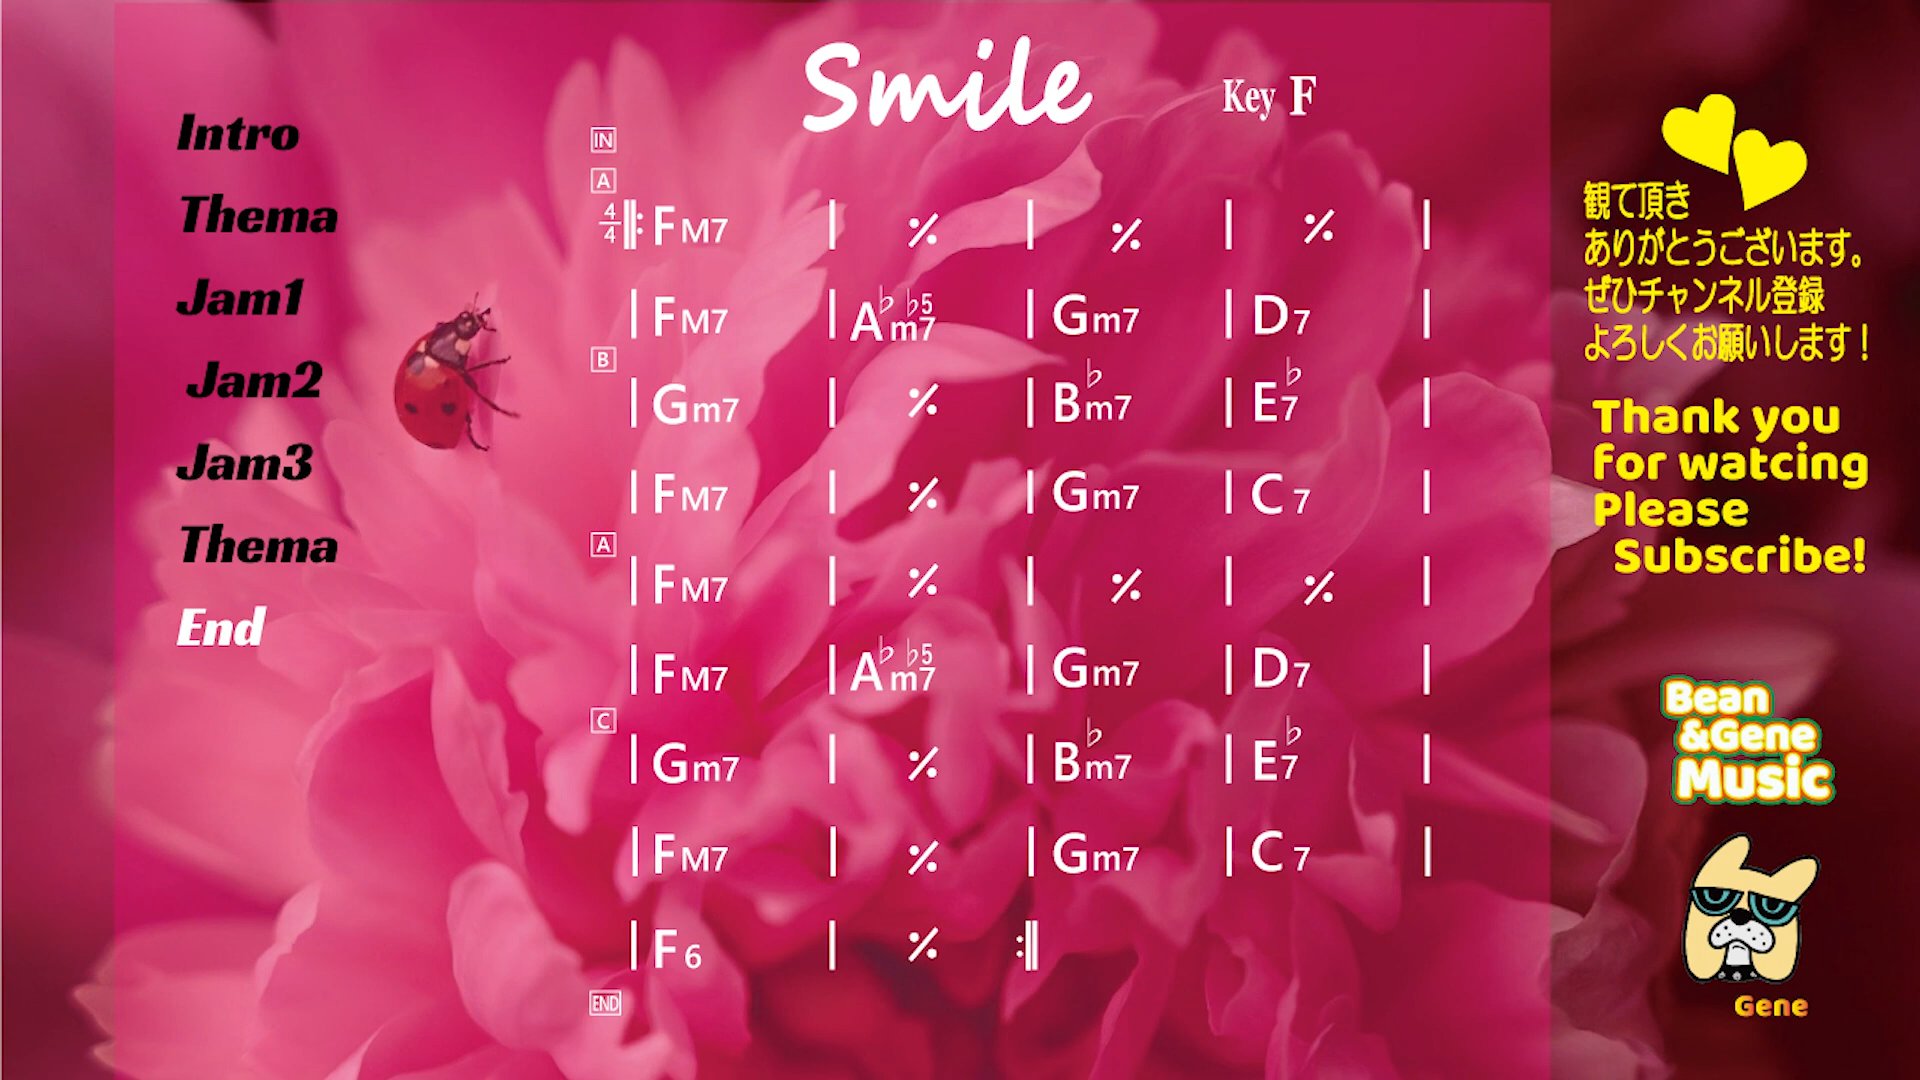 Smile Key F
Intro
Thema
Jam1
Jam2
Jam3
Thema
End
IN
A
4/4 𝄆 FM7 | ٪ | ٪ | ٪ |
| FM7 | A♭m7♭5 | Gm7 | D7 |
B
| Gm7 | ٪ | B♭m7 | E♭7 |
| FM7 | ٪ | Gm7 | C7 |
A
| FM7 | ٪ | ٪ | ٪ |
| FM7 | A♭m7♭5 | Gm7 | D7 |
C
| Gm7 | ٪ | B♭m7 | E♭7 |
| FM7 | ٪ | Gm7 | C7 |
| F6 | ٪ 𝄇
END
観て頂き
ありがとうございます。
ぜひチャンネル登録
よろしくお願いします!
Thank you
for watcing
Please
Subscribe!
Bean
&Gene
Music
Gene